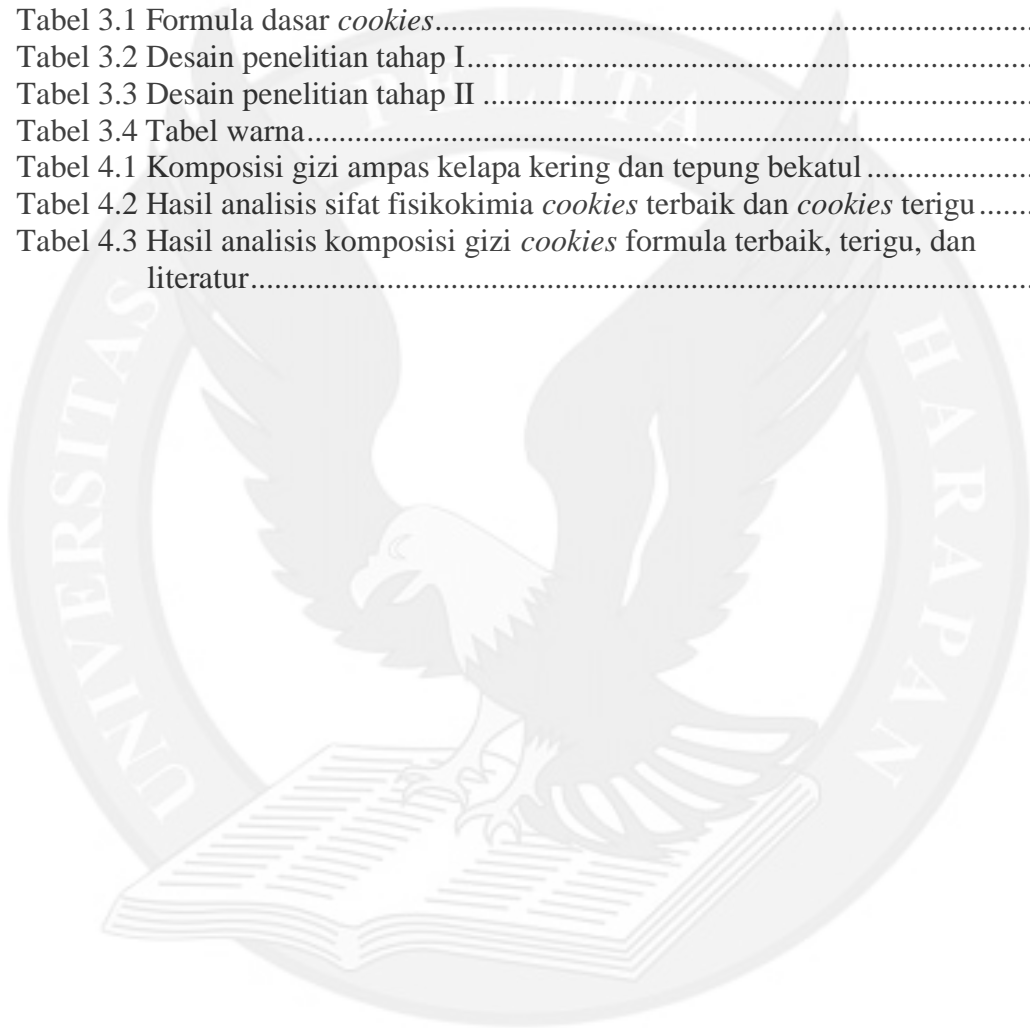 Tabel 3.1 Formula dasar cookies........................................................................
Tabel 3.2 Desain penelitian tahap I....................................................................
Tabel 3.3 Desain penelitian tahap II ..................................................................
Tabel 3.4 Tabel warna........................................................................................
Tabel 4.1 Komposisi gizi ampas kelapa kering dan tepung bekatul ..................
Tabel 4.2 Hasil analisis sifat fisikokimia cookies terbaik dan cookies terigu ......
Tabel 4.3 Hasil analisis komposisi gizi cookies formula terbaik, terigu, dan
literatur................................................................................................
UNIVERSITAS PELITA HARAPAN